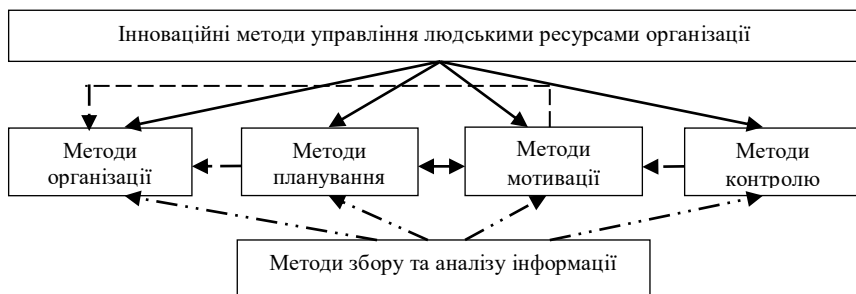 Інноваційні методи управління людськими ресурсами організації
Методи
організації
Методи
планування
Методи
мотивації
Методи
контролю
Методи збору та аналізу інформації